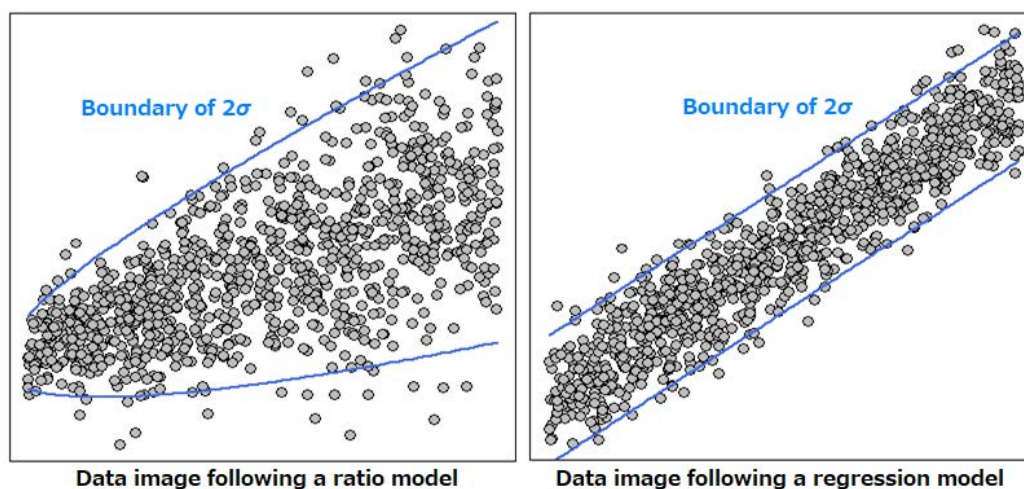 Boundary of 2σ
Boundary of 2σ
Data image following a ratio model
Data image following a regression model